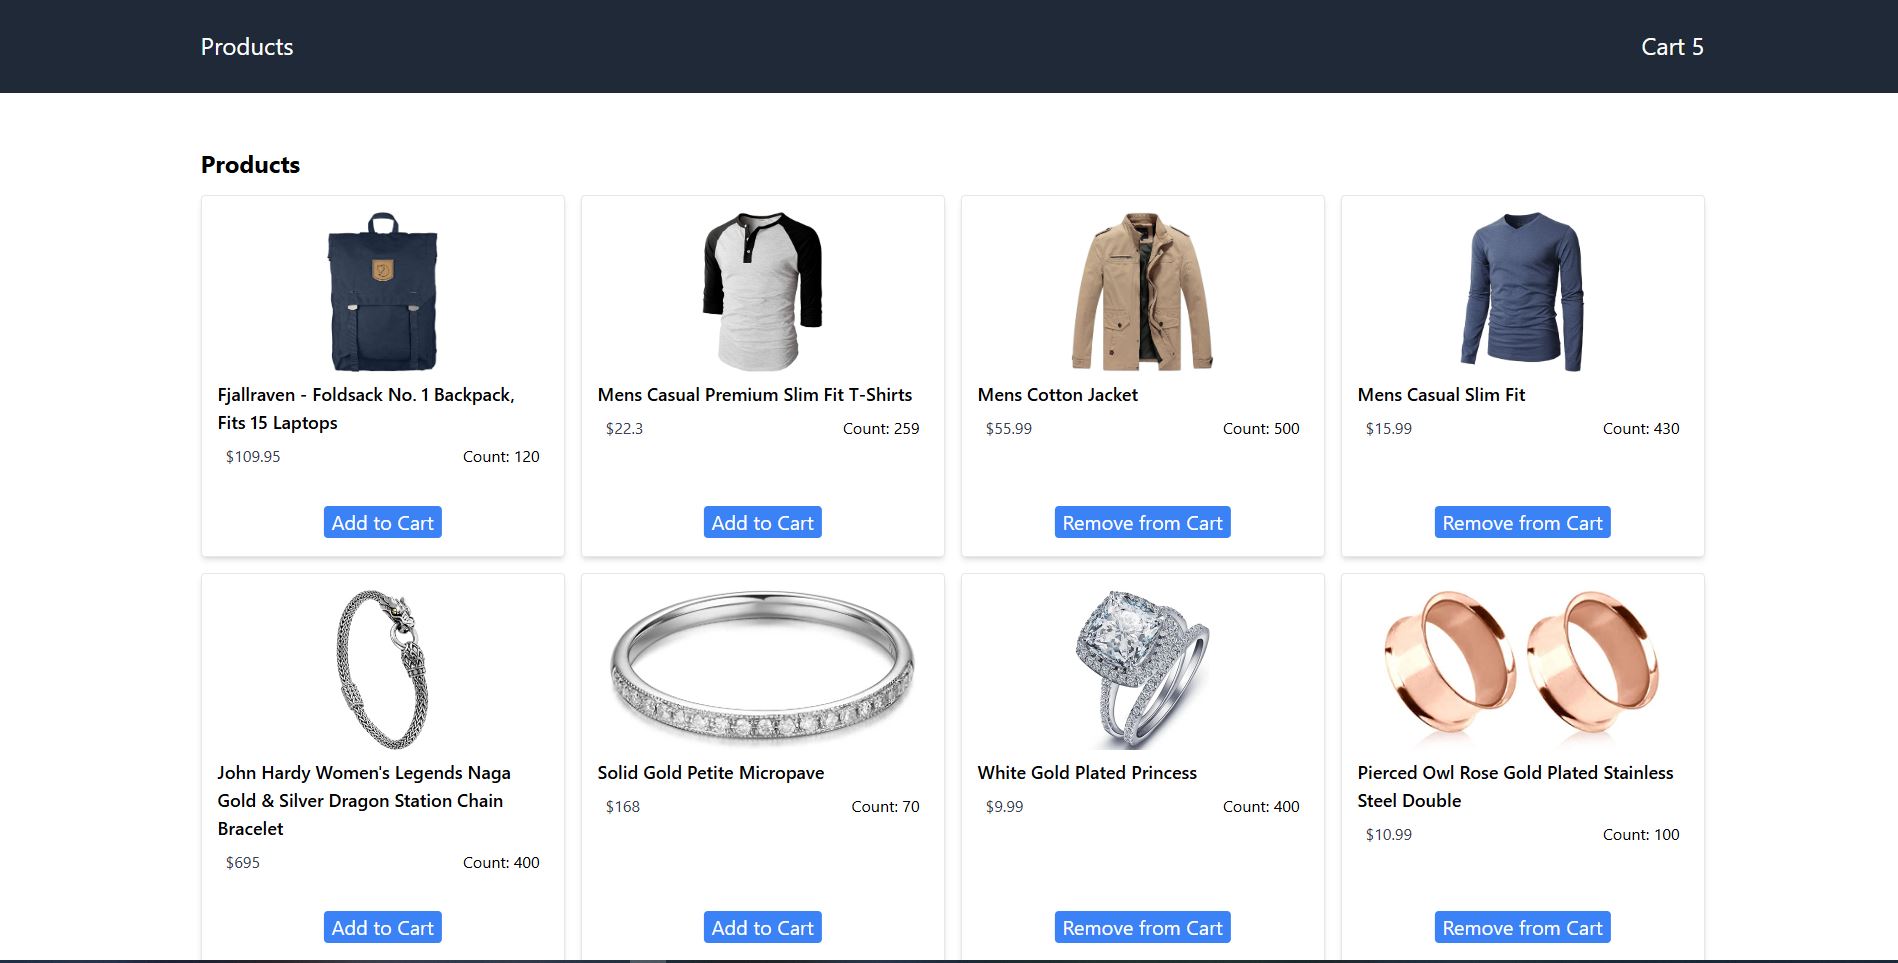 Products
Cart 5
Products
Fjallraven - Foldsack No. 1 Backpack,
Fits 15 Laptops
$109.95
Count: 120
Add to Cart
Mens Casual Premium Slim Fit T-Shirts
$22.3
Count: 259
Add to Cart
Mens Cotton Jacket
$55.99
Count: 500
Remove from Cart
Mens Casual Slim Fit
$15.99
Count: 430
Remove from Cart
John Hardy Women's Legends Naga
Gold & Silver Dragon Station Chain
Bracelet
$695
Count: 400
Add to Cart
Solid Gold Petite Micropave
$168
Count: 70
Add to Cart
White Gold Plated Princess
$9.99
Count: 400
Remove from Cart
Pierced Owl Rose Gold Plated Stainless
Steel Double
$10.99
Count: 100
Remove from Cart